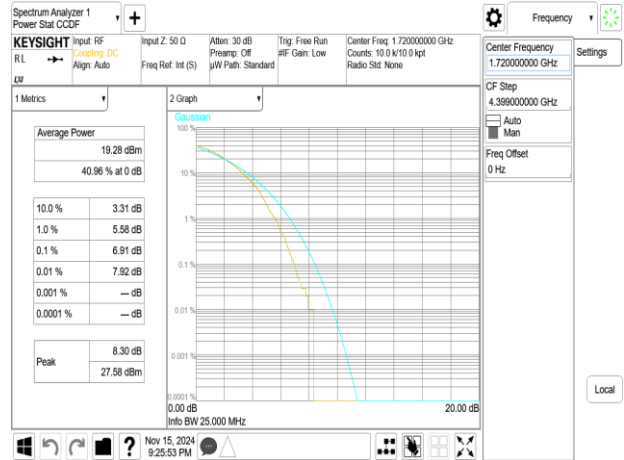 Spectrum Analyzer 1
Power Stat CCDF
Frequency
KEYSIGHT
Input: RF
Coupling: DC
Align: Auto
Input Z: 50 Ω
Freq Ref: Int (S)
Atten: 30 dB
Preamp: Off
µW Path: Standard
Trig: Free Run
#IF Gain: Low
Center Freq: 1.720000000 GHz
Counts: 10.0 k/10.0 kpt
Radio Std: None
R L
LXI
Center Frequency
1.720000000 GHz
Settings
CF Step
4.399000000 GHz
Auto
Man
Freq Offset
0 Hz
1 Metrics
2 Graph
Average Power
19.28 dBm
40.96 % at 0 dB
10.0 % 3.31 dB
1.0 % 5.58 dB
0.1 % 6.91 dB
0.01 % 7.92 dB
0.001 % --- dB
0.0001 % --- dB
Peak 8.30 dB
27.58 dBm
Gaussian
100 %
10 %
1 %
0.1 %
0.01 %
0.001 %
0.0001 %
0.00 dB 20.00 dB
Info BW 25.000 MHz
Local
?
Nov 15, 2024
9:25:53 PM